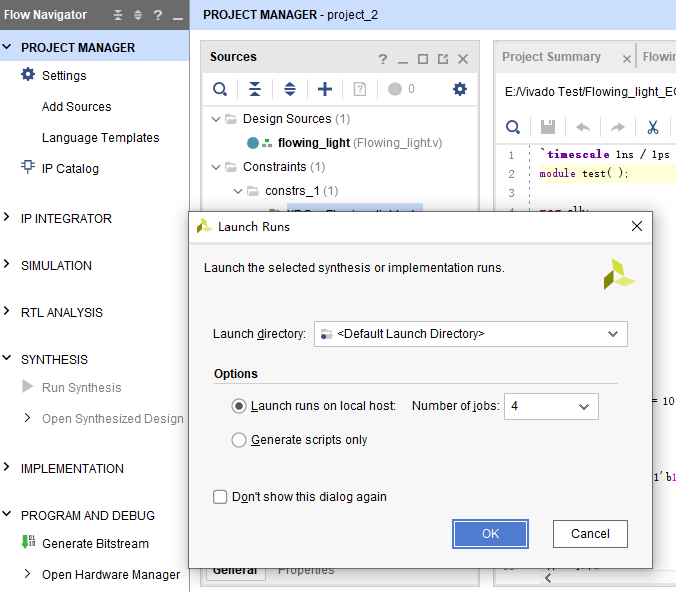 Flow Navigator
PROJECT MANAGER - project_2
PROJECT MANAGER
Settings
Add Sources
Language Templates
IP Catalog
IP INTEGRATOR
SIMULATION
RTL ANALYSIS
SYNTHESIS
Run Synthesis
Open Synthesized Design
IMPLEMENTATION
PROGRAM AND DEBUG
Generate Bitstream
Open Hardware Manager
Sources
0
Design Sources (1)
flowing_light (Flowing_light.v)
Constraints (1)
constrs_1 (1)
General
Properties
Project Summary
E:/Vivado Test/Flowing_light_
1 `timescale 1ns / 1ps
2 module test( );
3
= 10
1'b1
Launch Runs
Launch the selected synthesis or implementation runs.
Launch directory: <Default Launch Directory>
Options
Launch runs on local host: Number of jobs: 4
Generate scripts only
Don't show this dialog again
OK Cancel